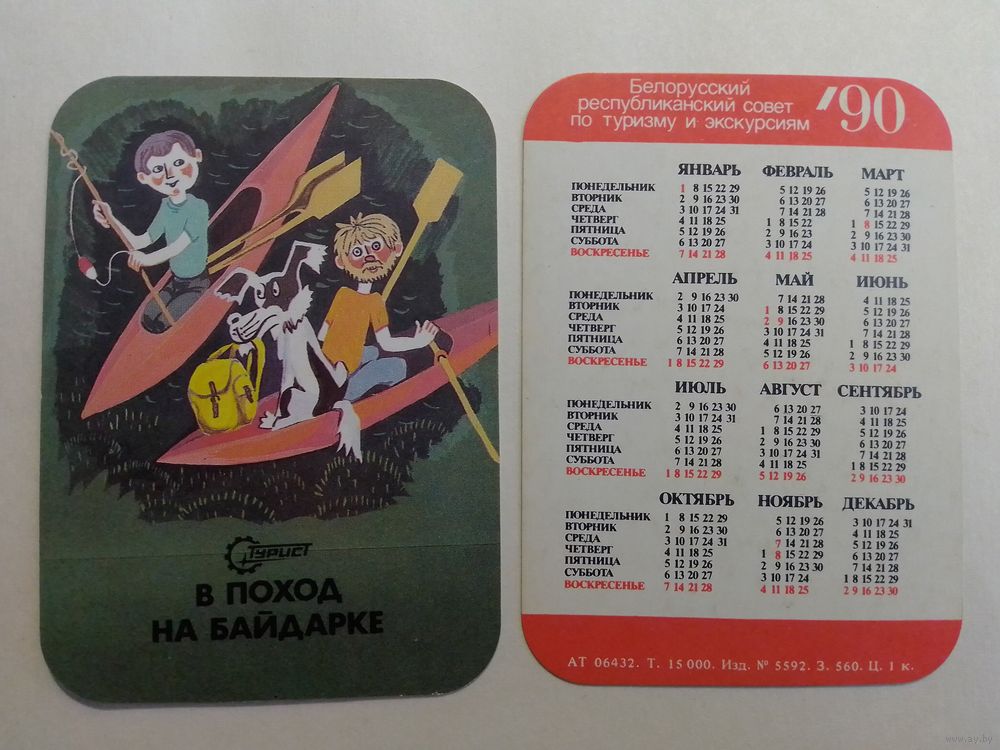 Турист
В ПОХОД
НА БАЙДАРКЕ
Белорусский
республиканский совет
по туризму и экскурсиям
'90
ЯНВАРЬ ФЕВРАЛЬ МАРТ
ПОНЕДЕЛЬНИК 1 8 15 22 29 5 12 19 26 5 12 19 26
ВТОРНИК 2 9 16 23 30 6 13 20 27 6 13 20 27
СРЕДА 3 10 17 24 31 7 14 21 28 7 14 21 28
ЧЕТВЕРГ 4 11 18 25 1 8 15 22 1 8 15 22 29
ПЯТНИЦА 5 12 19 26 2 9 16 23 2 9 16 23 30
СУББОТА 6 13 20 27 3 10 17 24 3 10 17 24 31
ВОСКРЕСЕНЬЕ 7 14 21 28 4 11 18 25 4 11 18 25
АПРЕЛЬ МАЙ ИЮНЬ
ПОНЕДЕЛЬНИК 2 9 16 23 30 7 14 21 28 4 11 18 25
ВТОРНИК 3 10 17 24 1 8 15 22 29 5 12 19 26
СРЕДА 4 11 18 25 2 9 16 23 30 6 13 20 27
ЧЕТВЕРГ 5 12 19 26 3 10 17 24 31 7 14 21 28
ПЯТНИЦА 6 13 20 27 4 11 18 25 1 8 15 22 29
СУББОТА 7 14 21 28 5 12 19 26 2 9 16 23 30
ВОСКРЕСЕНЬЕ 1 8 15 22 29 6 13 20 27 3 10 17 24
ИЮЛЬ АВГУСТ СЕНТЯБРЬ
ПОНЕДЕЛЬНИК 2 9 16 23 30 6 13 20 27 3 10 17 24
ВТОРНИК 3 10 17 24 31 7 14 21 28 4 11 18 25
СРЕДА 4 11 18 25 1 8 15 22 29 5 12 19 26
ЧЕТВЕРГ 5 12 19 26 2 9 16 23 30 6 13 20 27
ПЯТНИЦА 6 13 20 27 3 10 17 24 31 7 14 21 28
СУББОТА 7 14 21 28 4 11 18 25 1 8 15 22 29
ВОСКРЕСЕНЬЕ 1 8 15 22 29 5 12 19 26 2 9 16 23 30
ОКТЯБРЬ НОЯБРЬ ДЕКАБРЬ
ПОНЕДЕЛЬНИК 1 8 15 22 29 5 12 19 26 3 10 17 24 31
ВТОРНИК 2 9 16 23 30 6 13 20 27 4 11 18 25
СРЕДА 3 10 17 24 31 7 14 21 28 5 12 19 26
ЧЕТВЕРГ 4 11 18 25 1 8 15 22 29 6 13 20 27
ПЯТНИЦА 5 12 19 26 2 9 16 23 30 7 14 21 28
СУББОТА 6 13 20 27 3 10 17 24 1 8 15 22 29
ВОСКРЕСЕНЬЕ 7 14 21 28 4 11 18 25 2 9 16 23 30
АТ 06432. Т. 15 000. Изд. № 5592. З. 560. Ц. 1 к.
www.ay.by